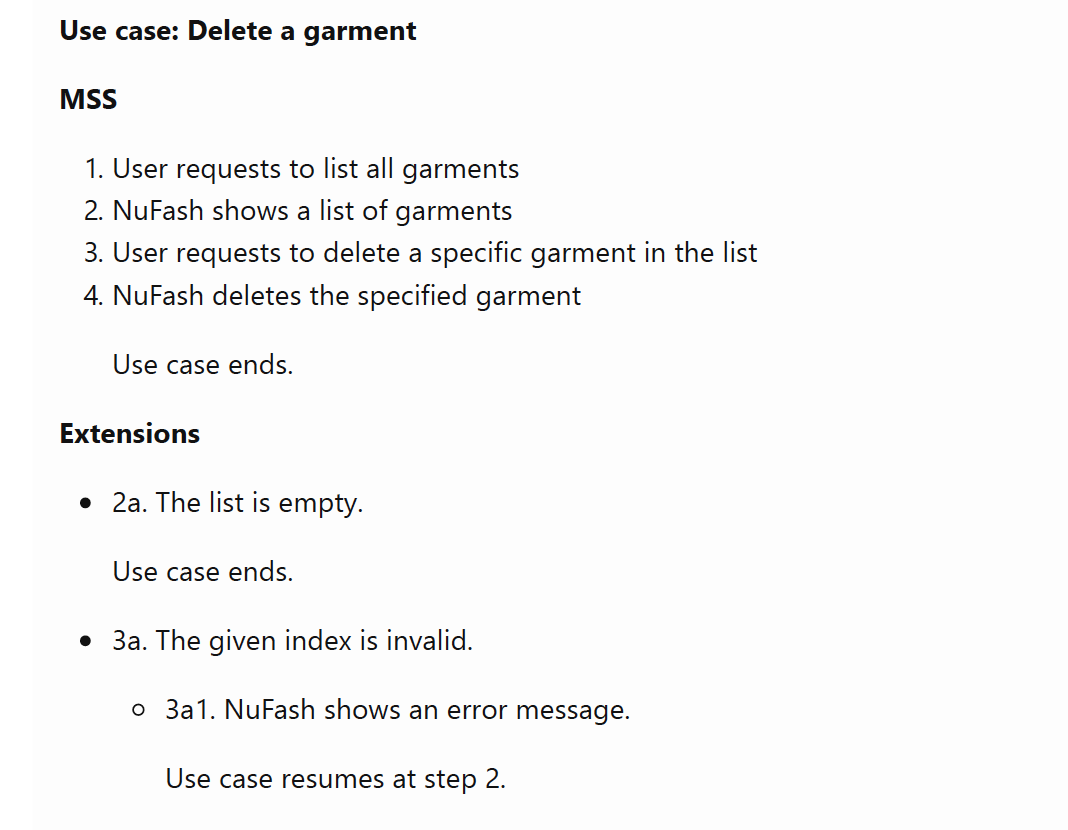 Use case: Delete a garment
MSS
1. User requests to list all garments
2. NuFash shows a list of garments
3. User requests to delete a specific garment in the list
4. NuFash deletes the specified garment
Use case ends.
Extensions
• 2a. The list is empty.
Use case ends.
• 3a. The given index is invalid.
○ 3a1. NuFash shows an error message.
Use case resumes at step 2.